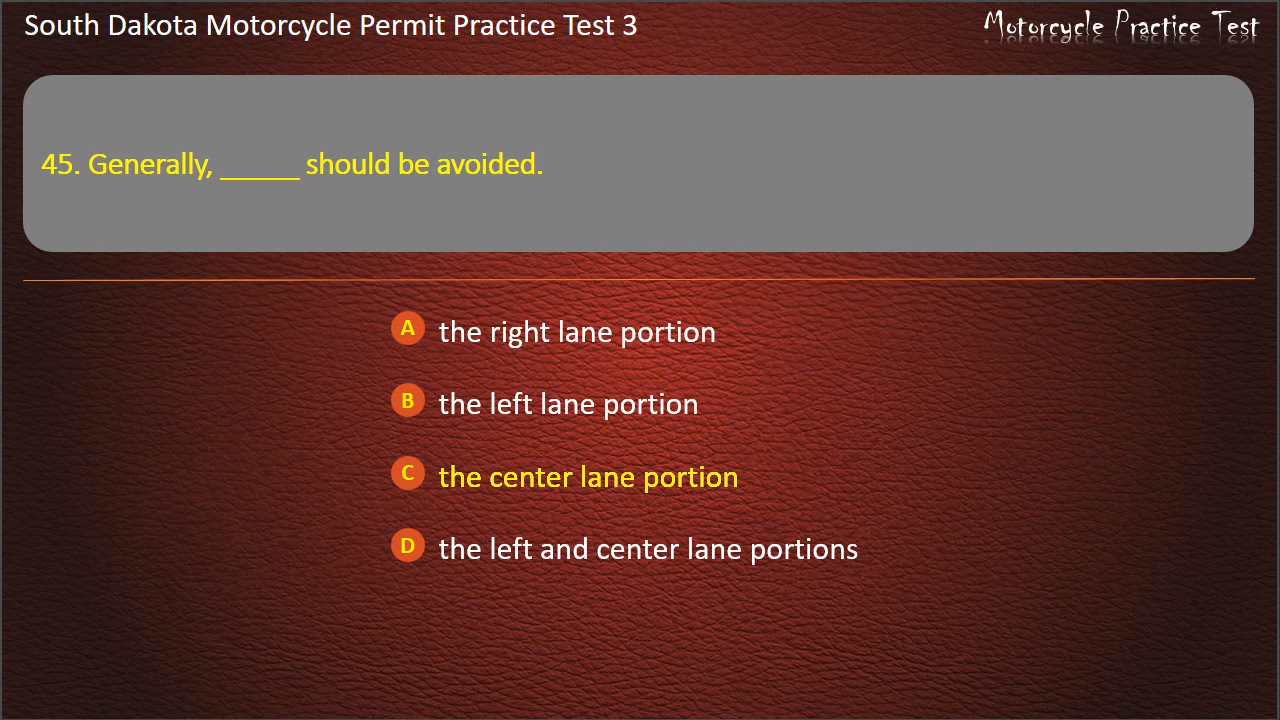 South Dakota Motorcycle Permit Practice Test 3
Motorcycle Practice Test
45. Generally, _____ should be avoided.
A the right lane portion
B the left lane portion
C the center lane portion
D the left and center lane portions